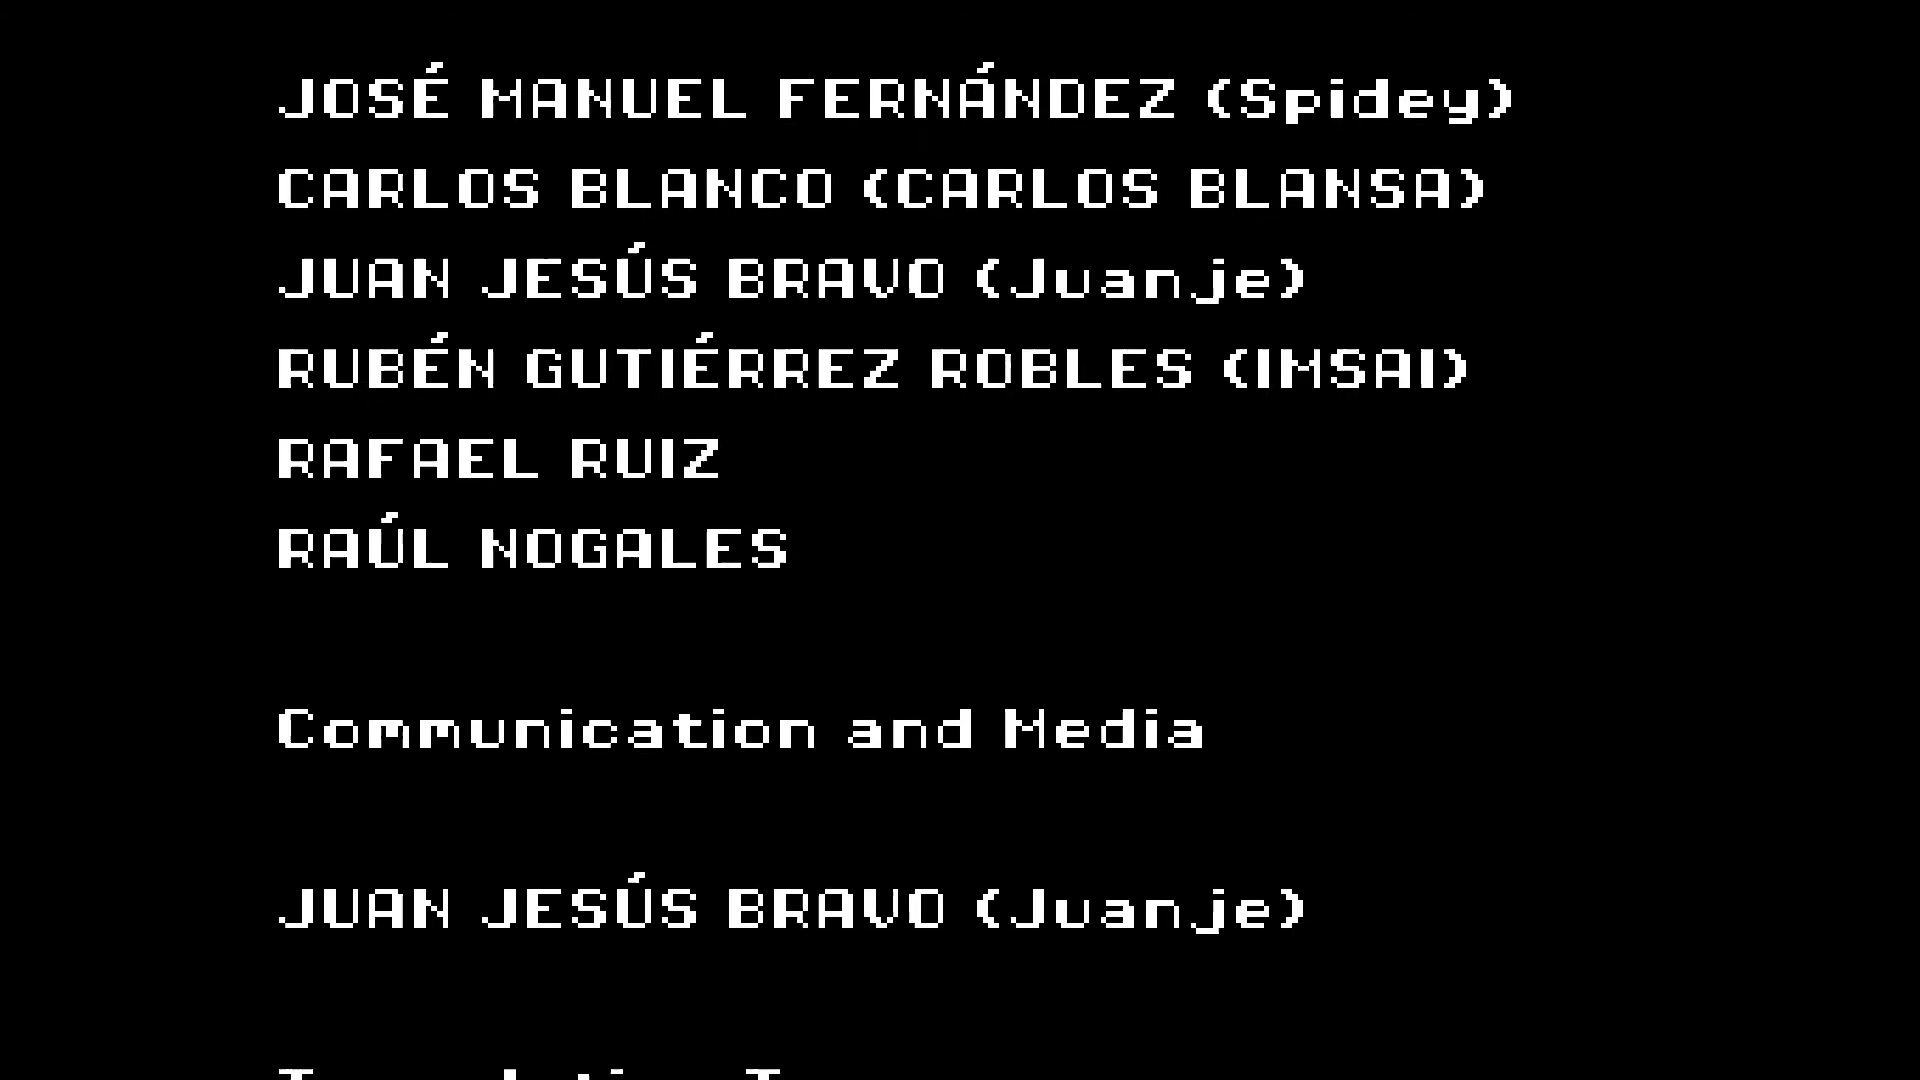 JOSÉ MANUEL FERNÁNDEZ (Spidey)
CARLOS BLANCO (CARLOS BLANSA)
JUAN JESÚS BRAVO (Juanje)
RUBÉN GUTIÉRREZ ROBLES (IMSAI)
RAFAEL RUIZ
RAÚL NOGALES
Communication and Media
JUAN JESÚS BRAVO (Juanje)